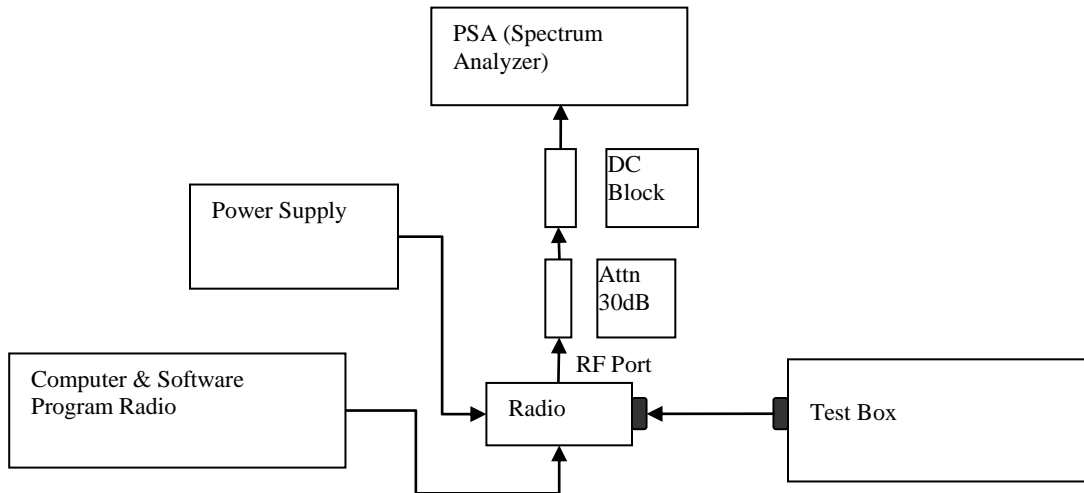 PSA (Spectrum
Analyzer)
DC
Block
Power Supply
Attn
30dB
RF Port
Computer & Software
Program Radio
Radio
Test Box